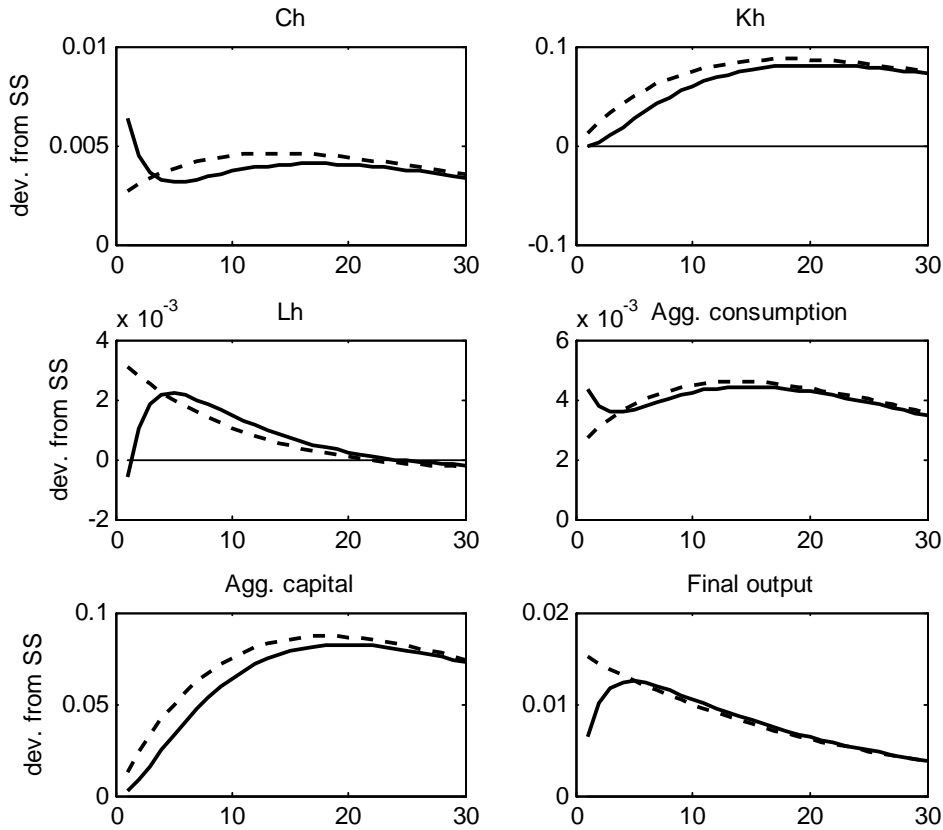 Ch
Kh
0.01
0.1
dev. from SS
0.005
0
0
-0.1
0 10 20 30
0 10 20 30
x 10^-3
Lh
x 10^-3
Agg. consumption
4
6
dev. from SS
2
4
0
2
-2
0
0 10 20 30
0 10 20 30
Agg. capital
Final output
0.1
0.02
dev. from SS
0.05
0.01
0
0
0 10 20 30
0 10 20 30